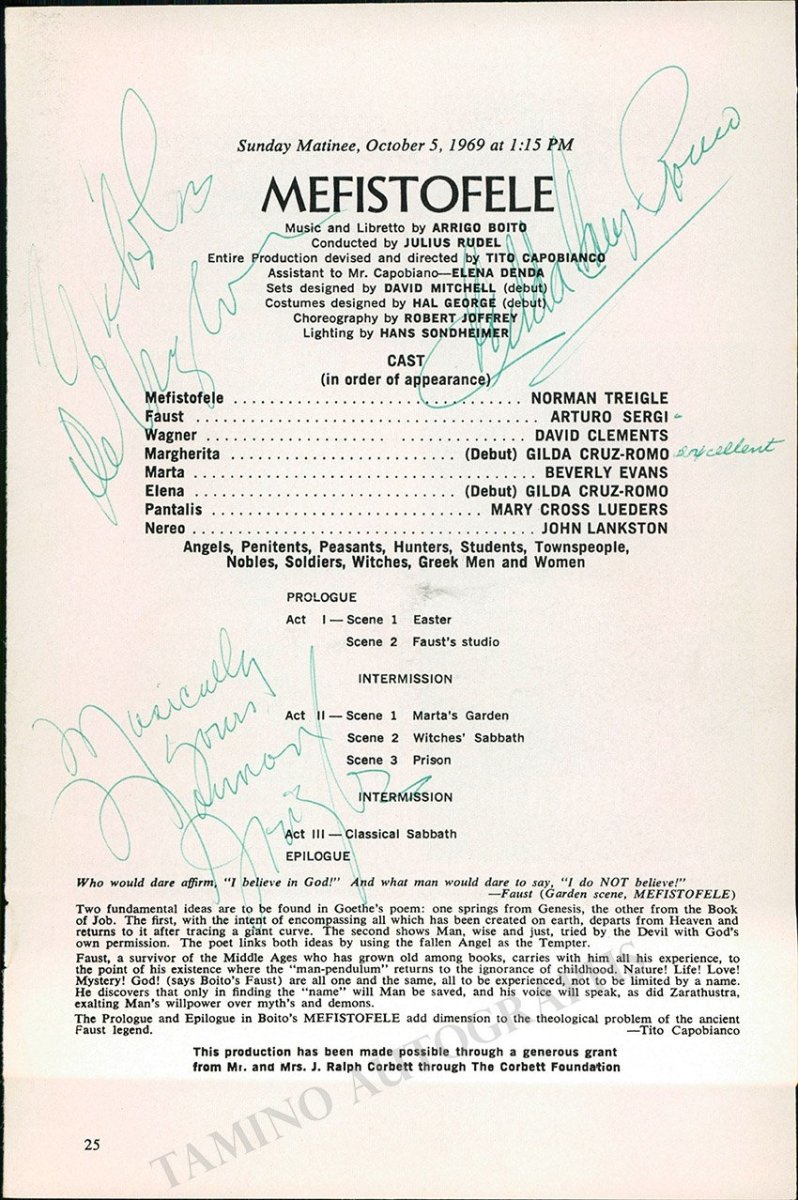 Sunday Matinee, October 5, 1969 at 1:15 PM
MEFISTOFELE
Music and Libretto by ARRIGO BOITO
Conducted by JULIUS RUDEL
Entire Production devised and directed by TITO CAPOBIANCO
Assistant to Mr. Capobiano—ELENA DENDA
Sets designed by DAVID MITCHELL (debut)
Costumes designed by HAL GEORGE (debut)
Choreography by ROBERT JOFFREY
Lighting by HANS SONDHEIMER
Gilda Cruz Romo
CAST
(in order of appearance)
Mefistofele . . . . . . . . . . . . . . . . . . . . . . . . . . . . . . . NORMAN TREIGLE
Faust . . . . . . . . . . . . . . . . . . . . . . . . . . . . . . . . . . . . . ARTURO SERGI
Wagner . . . . . . . . . . . . . . . . . . . . . . . . . . . . . . . . . DAVID CLEMENTS
Margherita . . . . . . . . . . . . . . . . . . . . . . . . (Debut) GILDA CRUZ-ROMO excellent
Marta . . . . . . . . . . . . . . . . . . . . . . . . . . . . . . . . . . . . BEVERLY EVANS
Elena . . . . . . . . . . . . . . . . . . . . . . . . . . . . (Debut) GILDA CRUZ-ROMO
Pantalis . . . . . . . . . . . . . . . . . . . . . . . . . . . . . MARY CROSS LUEDERS
Nereo . . . . . . . . . . . . . . . . . . . . . . . . . . . . . . . . . . . . JOHN LANKSTON
Angels, Penitents, Peasants, Hunters, Students, Townspeople,
Nobles, Soldiers, Witches, Greek Men and Women
PROLOGUE
Act I — Scene 1 Easter
Scene 2 Faust's studio
INTERMISSION
Act II — Scene 1 Marta's Garden
Scene 2 Witches' Sabbath
Scene 3 Prison
INTERMISSION
Act III — Classical Sabbath
EPILOGUE
Musically
Yours
Norman
Treigle
Who would dare affirm, "I believe in God!" And what man would dare to say, "I do NOT believe!"
—Faust (Garden scene, MEFISTOFELE)
Two fundamental ideas are to be found in Goethe's poem: one springs from Genesis, the other from the Book
of Job. The first, with the intent of encompassing all which has been created on earth, departs from Heaven and
returns to it after tracing a giant curve. The second shows Man, wise and just, tried by the Devil with God's
own permission. The poet links both ideas by using the fallen Angel as the Tempter.
Faust, a survivor of the Middle Ages who has grown old among books, carries with him all his experience, to
the point of his existence where the "man-pendulum" returns to the ignorance of childhood. Nature! Life! Love!
Mystery! God! (says Boito's Faust) are all one and the same, all to be experienced, not to be limited by a name.
He discovers that only in finding the "name" will Man be saved, and his voice will speak, as did Zarathustra,
exalting Man's willpower over myth's and demons.
The Prologue and Epilogue in Boito's MEFISTOFELE add dimension to the theological problem of the ancient
Faust legend. —Tito Capobianco
This production has been made possible through a generous grant
from Mr. and Mrs. J. Ralph Corbett through The Corbett Foundation
25
TAMINO AUTOGRAPHS